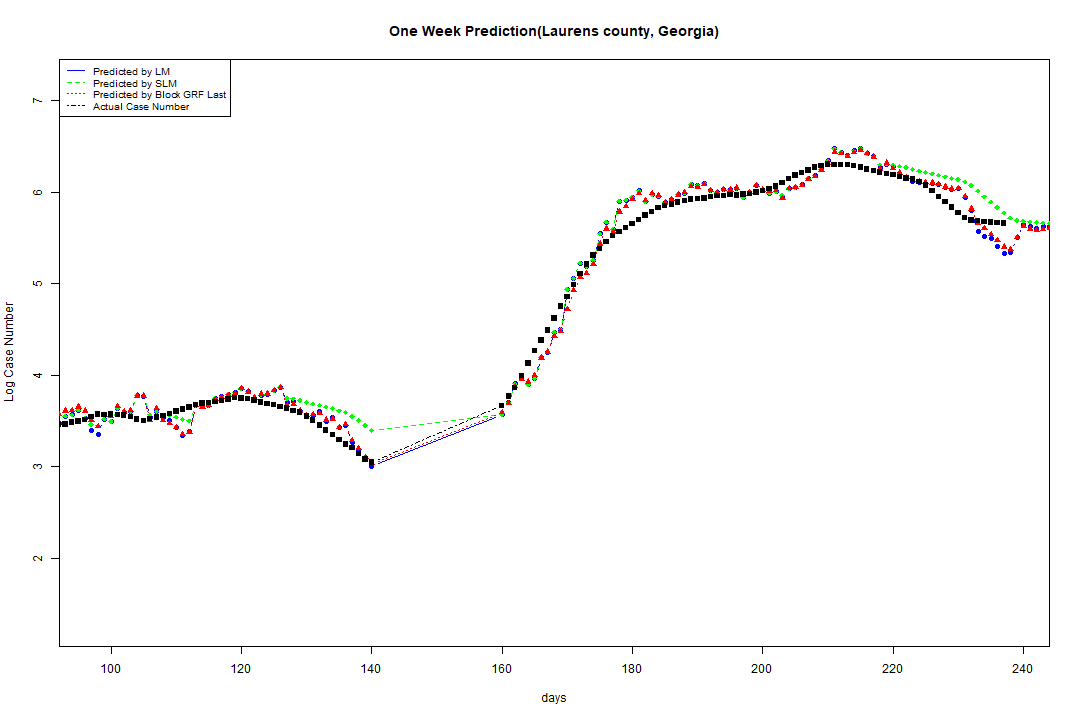 One Week Prediction(Laurens county, Georgia)
Predicted by LM
Predicted by SLM
Predicted by Block GRF Last
Actual Case Number
7
6
5
4
3
2
Log Case Number
100 120 140 160 180 200 220 240
days